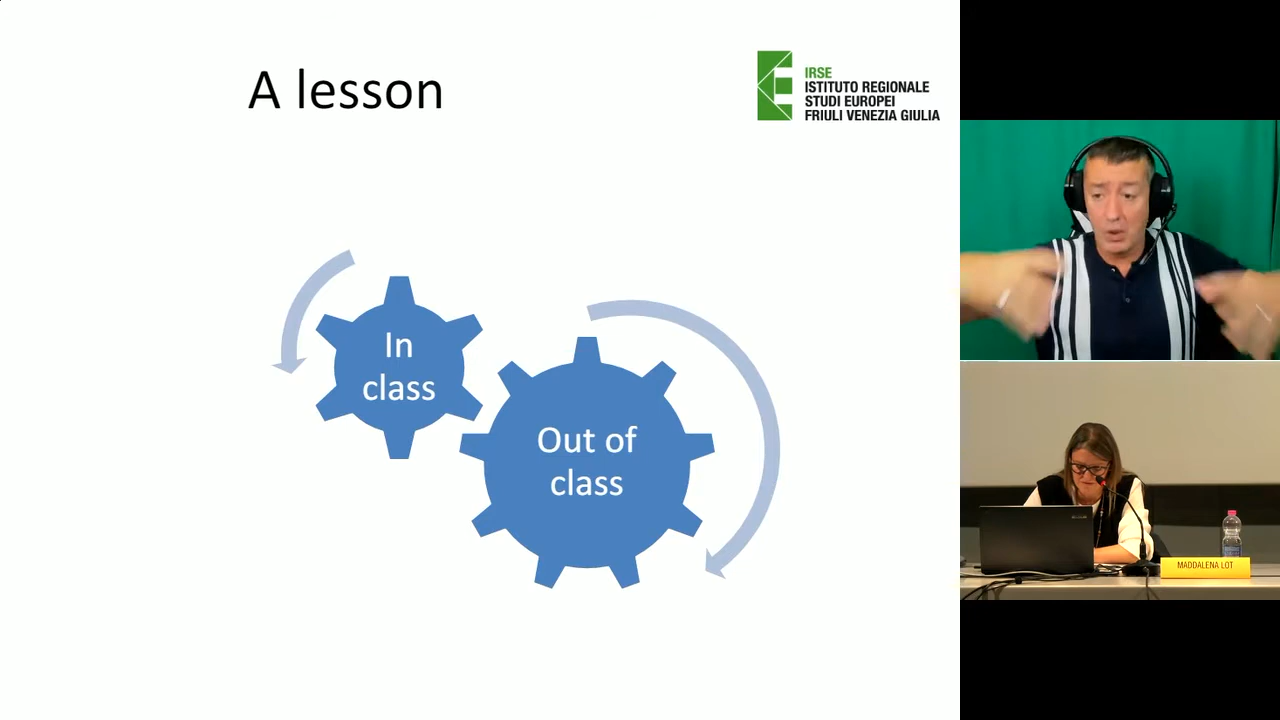 A lesson
IRSE
ISTITUTO REGIONALE
STUDI EUROPEI
FRIULI VENEZIA GIULIA
In
class
Out of
class
MADDALENA LOT